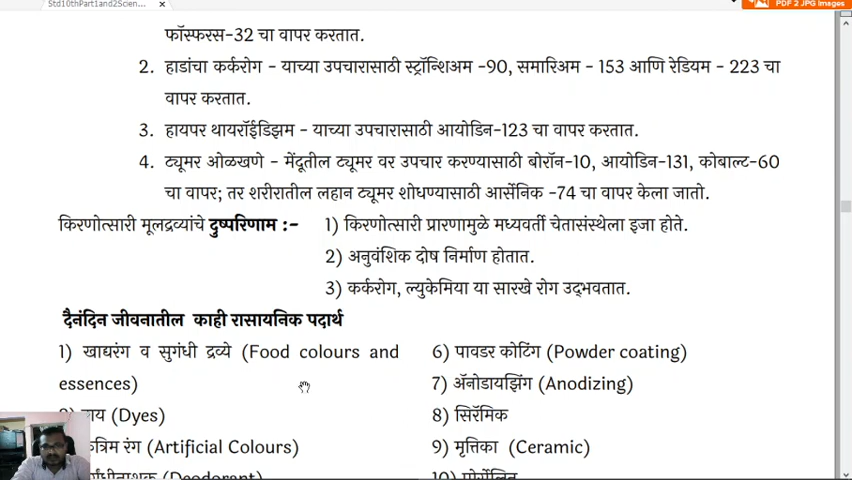 Std10thPart1and2Scien...
PDF 2 JPG Images
फॉस्फरस-32 चा वापर करतात.
2. हाडांचा कर्करोग - याच्या उपचारासाठी स्ट्रॉन्शिअम -90, समारिअम - 153 आणि रेडियम - 223 चा
वापर करतात.
3. हायपर थायरॉईडिझम - याच्या उपचारासाठी आयोडिन-123 चा वापर करतात.
4. ट्यूमर ओळखणे - मेंदूतील ट्यूमर वर उपचार करण्यासाठी बोरॉन-10, आयोडिन-131, कोबाल्ट-60
चा वापर; तर शरीरातील लहान ट्यूमर शोधण्यासाठी आर्सेनिक -74 चा वापर केला जातो.
किरणोत्सारी मूलद्रव्यांचे दुष्परिणाम :- 1) किरणोत्सारी प्रारणामुळे मध्यवर्ती चेतासंस्थेला इजा होते.
2) अनुवंशिक दोष निर्माण होतात.
3) कर्करोग, ल्युकेमिया या सारखे रोग उद्भवतात.
दैनंदिन जीवनातील काही रासायनिक पदार्थ
1) खाद्यरंग व सुगंधी द्रव्ये (Food colours and
essences)
(Dyes)
रंग (Artificial Colours)
(Deodorant)
6) पावडर कोटिंग (Powder coating)
7) ॲनोडायझिंग (Anodizing)
8) सिरॅमिक
9) मृत्तिका (Ceramic)
10) पोर्सेलिन